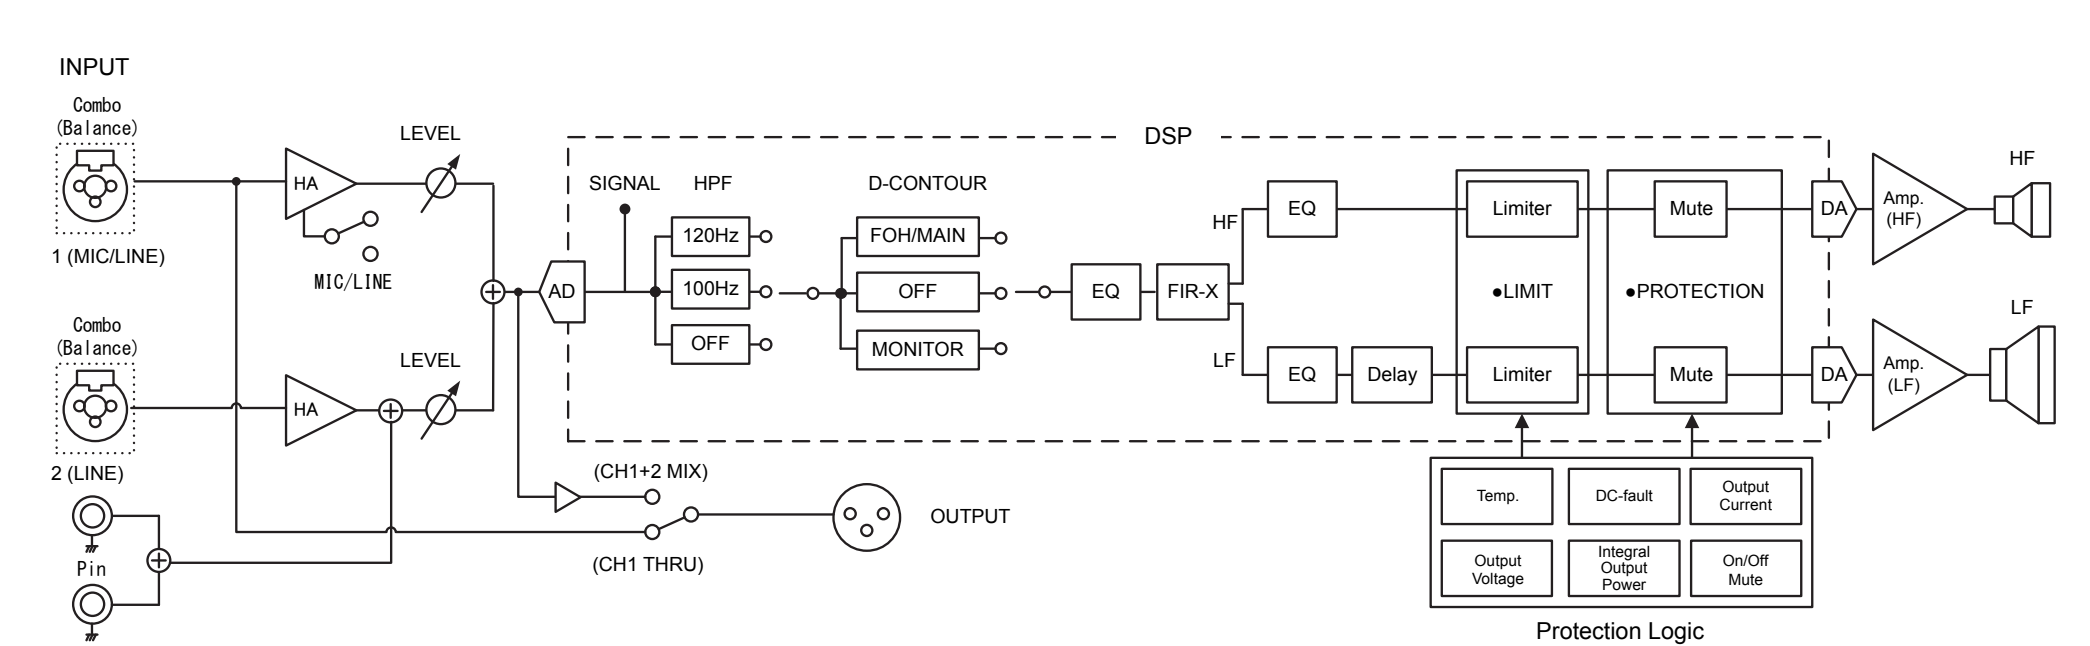 INPUT
Combo
(Balance)
1 (MIC/LINE)
HA
MIC/LINE
LEVEL
Combo
(Balance)
2 (LINE)
HA
LEVEL
Pin
DSP
AD
SIGNAL
HPF
120Hz
100Hz
OFF
D-CONTOUR
FOH/MAIN
OFF
MONITOR
EQ
FIR-X
HF
EQ
Limiter
Mute
DA
Amp.
(HF)
HF
●LIMIT
●PROTECTION
LF
EQ
Delay
Limiter
Mute
DA
Amp.
(LF)
LF
(CH1+2 MIX)
(CH1 THRU)
OUTPUT
Temp.
DC-fault
Output
Current
Output
Voltage
Integral
Output
Power
On/Off
Mute
Protection Logic